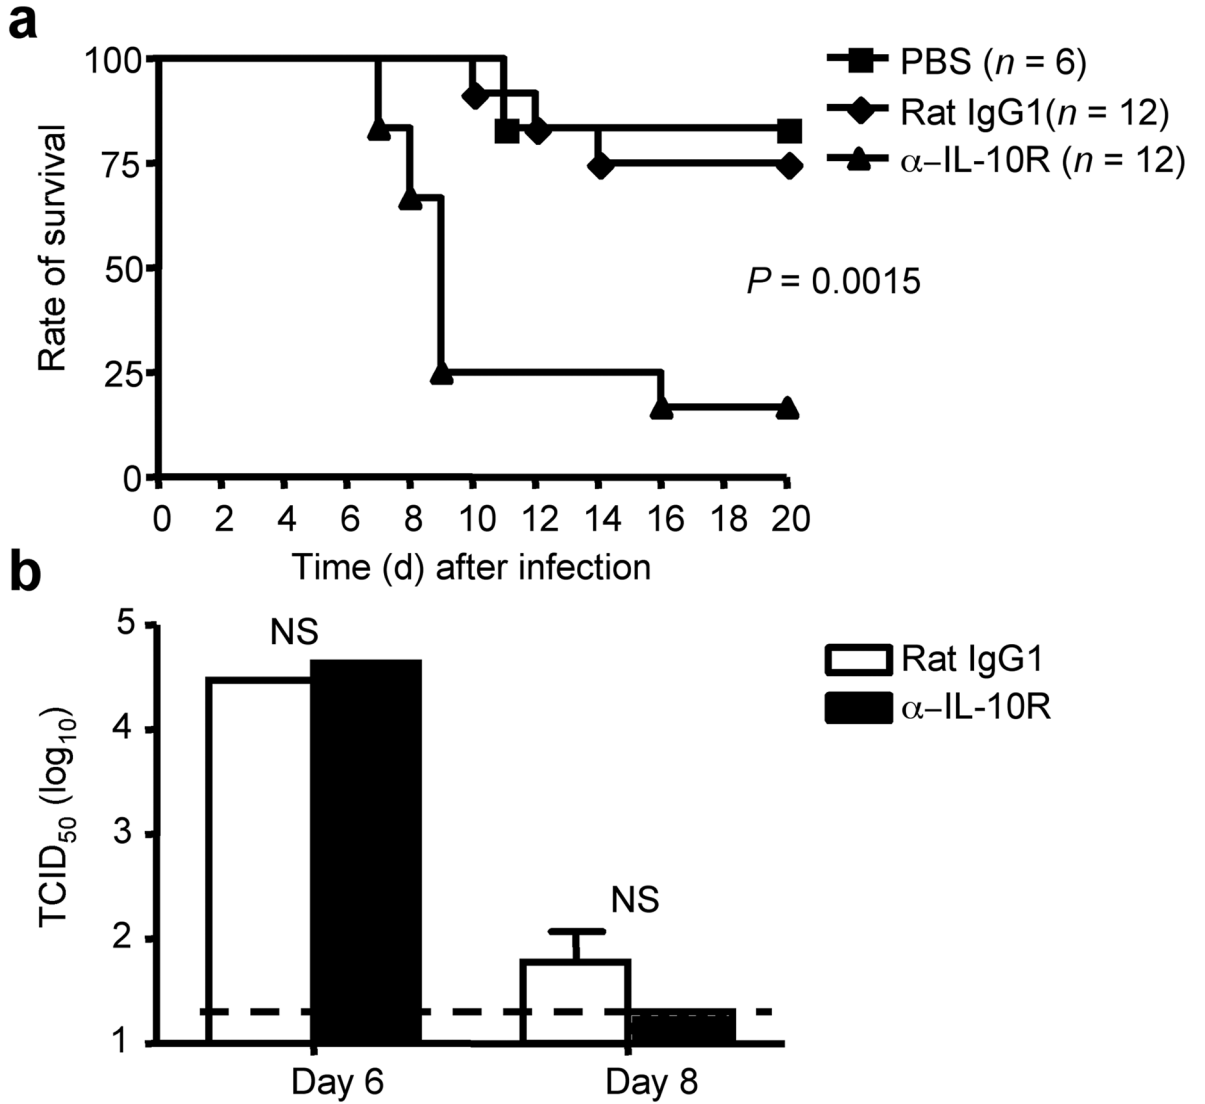 a
100
75
50
25
0
Rate of survival
0 2 4 6 8 10 12 14 16 18 20
Time (d) after infection
PBS (n = 6)
Rat IgG1(n = 12)
α–IL-10R (n = 12)
P = 0.0015
b
5
4
3
2
1
TCID50 (log10)
NS
NS
Day 6 Day 8
Rat IgG1
α–IL-10R